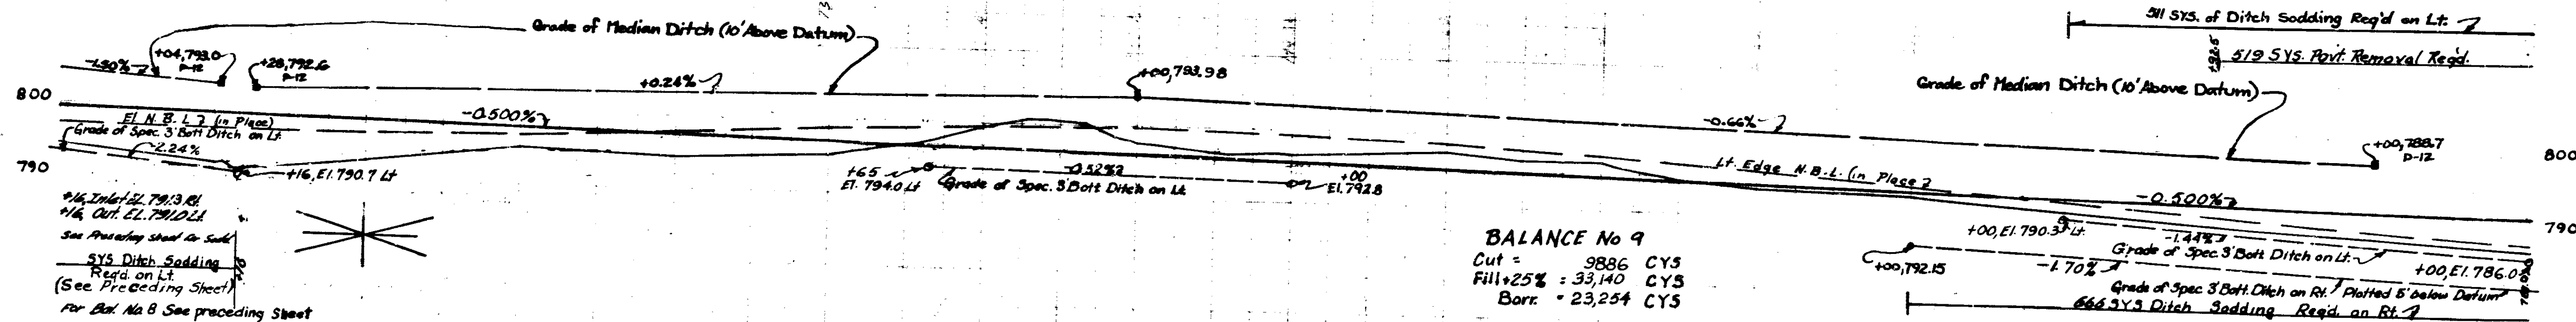 Grade of Median Ditch (10' Above Datum)
511 SYS. of Ditch Sodding Req'd on Lt.
519 SYS. Pav't. Removal Req'd.
+92.5
-1.50%
+04,793.0
P-12
+28,792.6
P-12
+0.24%
+00,793.98
Grade of Median Ditch (10' Above Datum)
800
El. N.B.L. (in Place)
Grade of Spec. 3' Bott Ditch on Lt.
-2.24%
790
-0.500%
-0.66%
+00,788.7
P-12
800
+16, El. 790.7 Lt
+65
El. 794.0 Lt
-0.52%
Grade of Spec. 3' Bott Ditch on Lt
+00
El. 792.8
Lt. Edge N.B.L. (in Place)
-0.500%
790
+16, Inlet EL. 791.3 Rt.
+16, Out. EL. 791.0 Lt.
See Preceding sheet for Sodd
SYS Ditch Sodding
Req'd. on Lt.
(See Preceding Sheet)
For Bal. No. 8 See preceding Sheet
BALANCE No 9
Cut = 9886 CYS
Fill+25% = 33,140 CYS
Borr. = 23,254 CYS
+00, El. 790.3 Lt.
-1.44%
Grade of Spec. 3' Bott. Ditch on Lt.
+00, El. 786.0
+00,792.15
-1.70%
Grade of Spec 3' Bott. Ditch on Rt. Plotted 5' below Datum
666 SYS Ditch Sodding Req'd. on Rt.